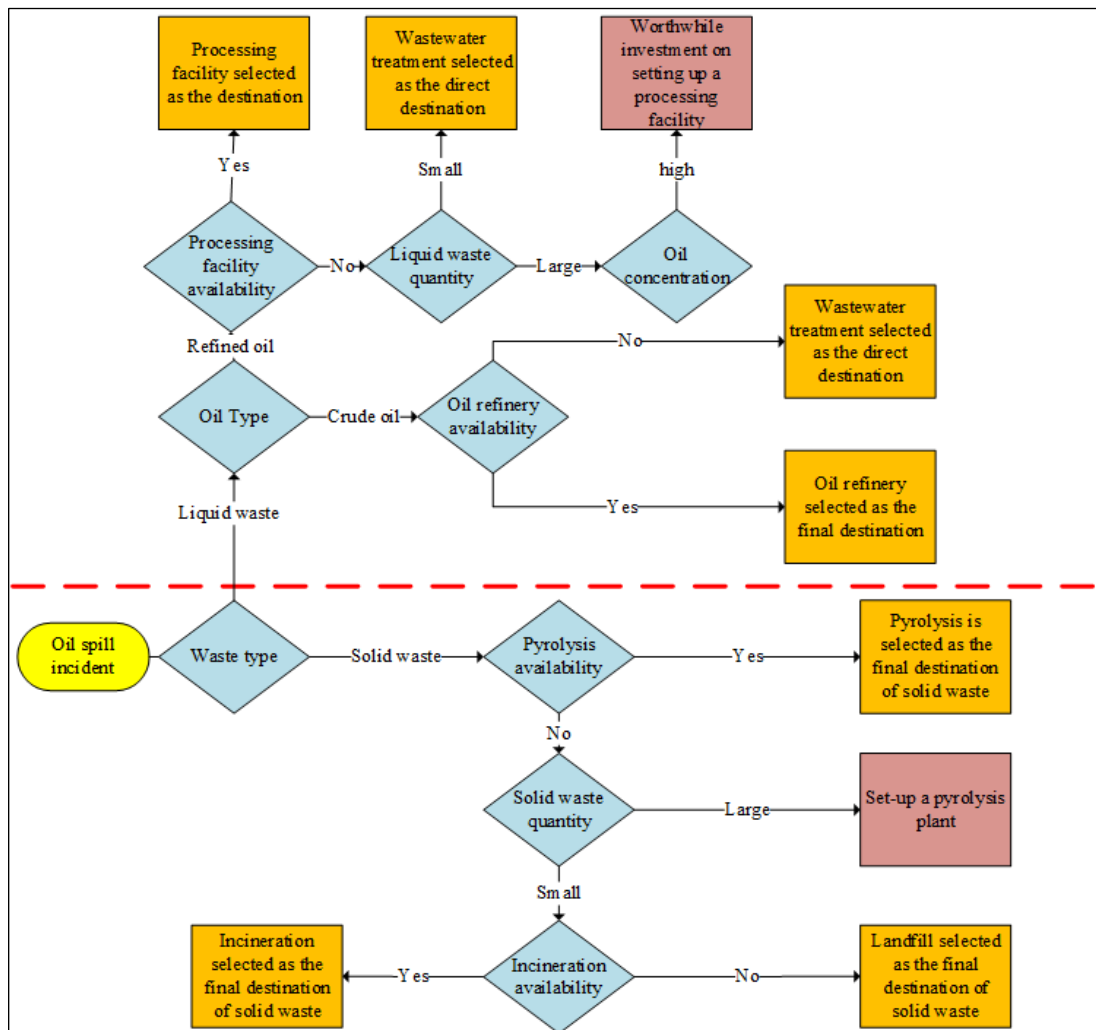 Processing
facility selected
as the destination
Wastewater
treatment selected
as the direct
destination
Worthwhile
investment on
setting up a
processing
facility
Yes
Small
high
Processing
facility
availability
No
Liquid waste
quantity
Large
Oil
concentration
Refined oil
Wastewater
treatment selected
as the direct
destination
No
Oil Type
Crude oil
Oil refinery
availability
Oil refinery
selected as the
final destination
Yes
Liquid waste
Oil spill
incident
Waste type
Solid waste
Pyrolysis
availability
Yes
Pyrolysis is
selected as the
final destination
of solid waste
No
Solid waste
quantity
Large
Set-up a pyrolysis
plant
Small
Incineration
selected as the
final destination
of solid waste
Yes
Incineration
availability
No
Landfill selected
as the final
destination of
solid waste